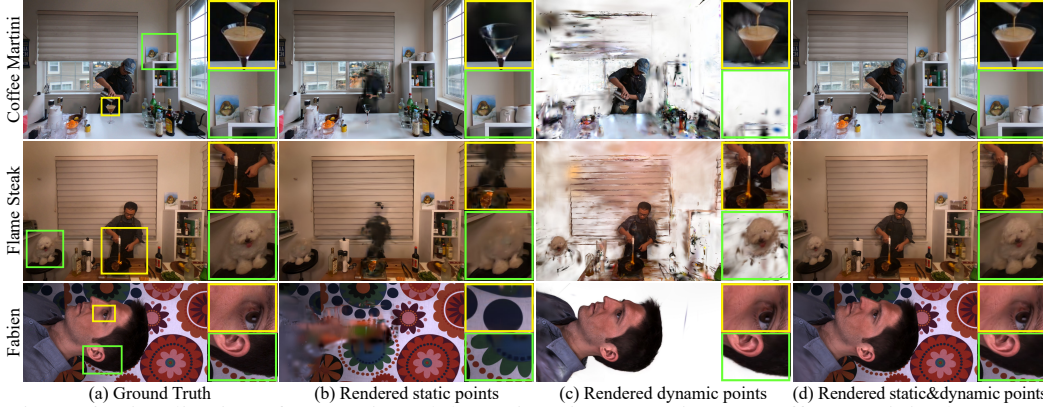 Coffee Martini
Flame Steak
Fabien
(a) Ground Truth
(b) Rendered static points
(c) Rendered dynamic points
(d) Rendered static&dynamic points